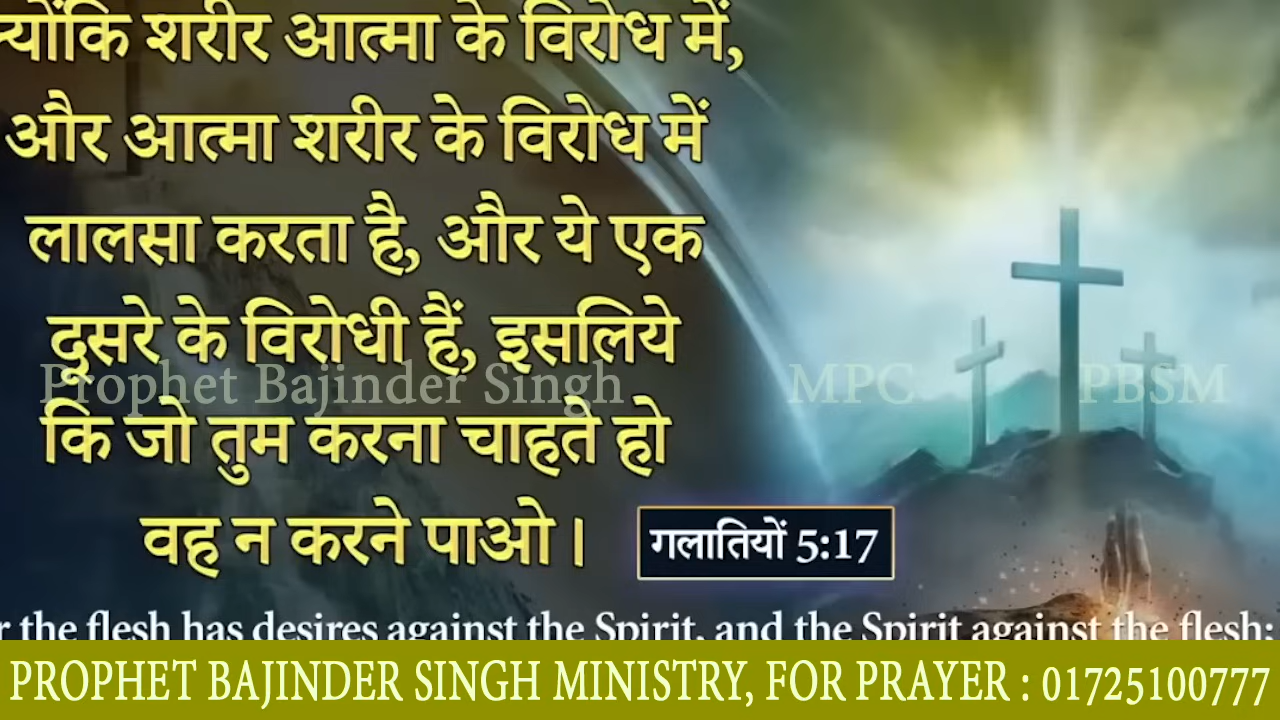 क्योंकि शरीर आत्मा के विरोध में,
और आत्मा शरीर के विरोध में
लालसा करता है, और ये एक
दूसरे के विरोधी हैं, इसलिये
Prophet Bajinder Singh MPC PBSM
कि जो तुम करना चाहते हो
वह न करने पाओ।
गलातियों 5:17
r the flesh has desires against the Spirit, and the Spirit against the flesh;
PROPHET BAJINDER SINGH MINISTRY, FOR PRAYER : 01725100777